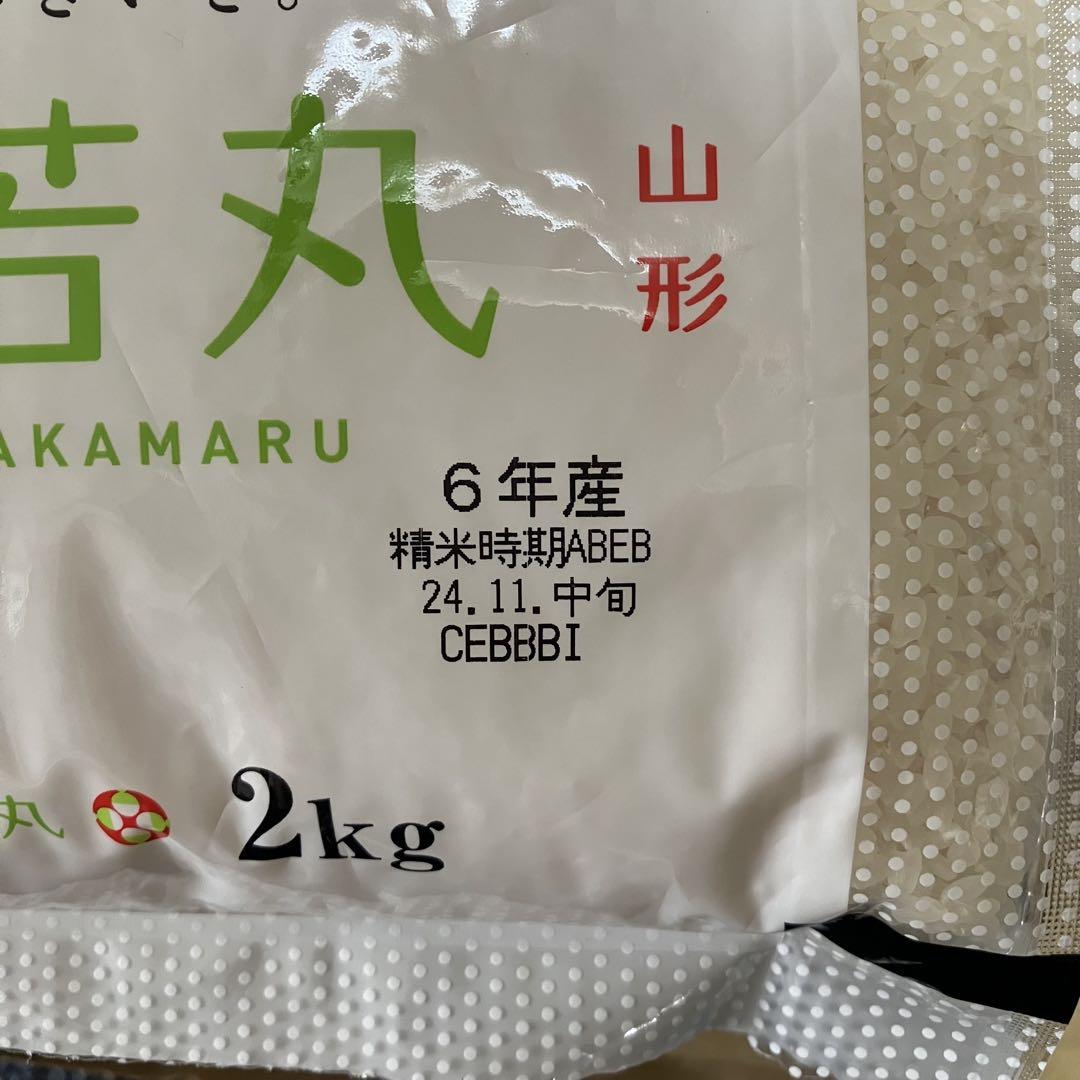 若丸
山形
AKAMARU
6年産
精米時期ABEB
24.11.中旬
CEBBBI
丸
2kg